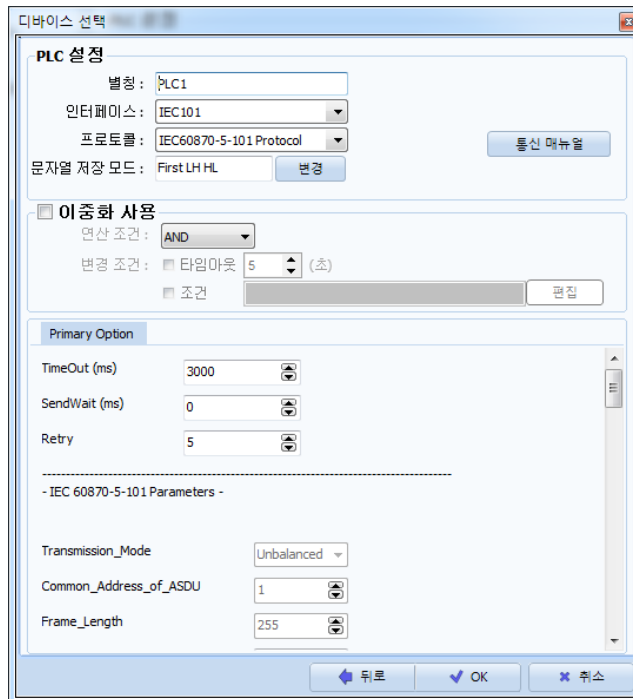 디바이스 선택
PLC 설정
별칭 : PLC1
인터페이스 : IEC101
프로토콜 : IEC60870-5-101 Protocol
통신 매뉴얼
문자열 저장 모드 : First LH HL 변경
이중화 사용
연산 조건 : AND
변경 조건 : 타임아웃 5 (초)
조건 편집
Primary Option
TimeOut (ms) 3000
SendWait (ms) 0
Retry 5
- IEC 60870-5-101 Parameters -
Transmission_Mode Unbalanced
Common_Address_of_ASDU 1
Frame_Length 255
뒤로 OK 취소